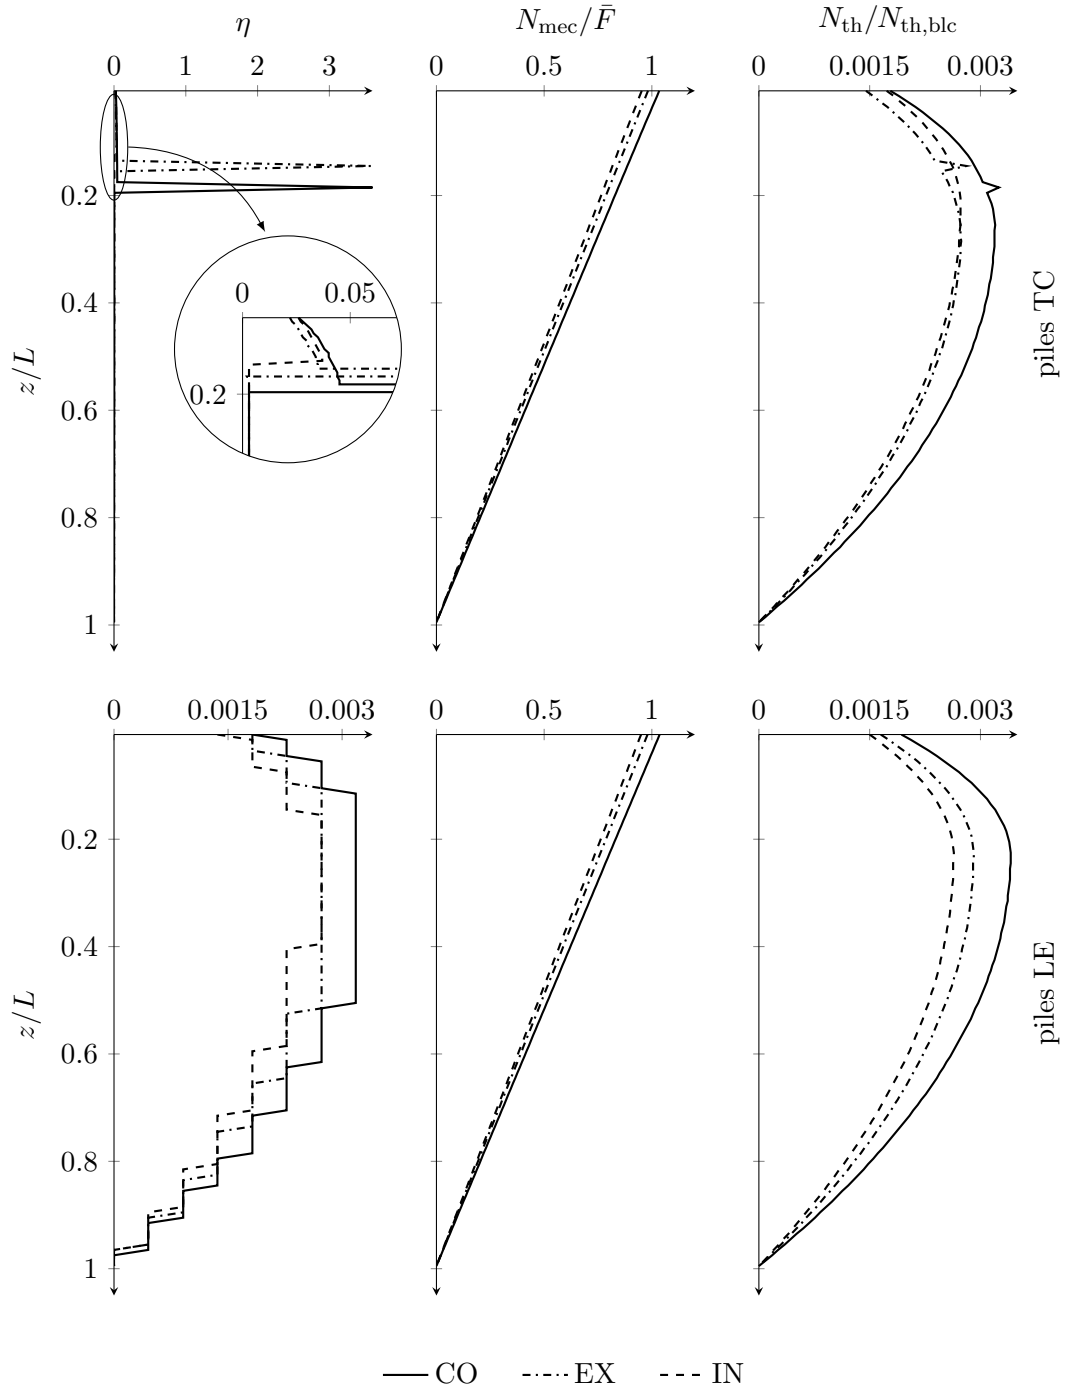 η N_mec/F̄ N_th/N_th,blc
0 1 2 3 0 0.5 1 0 0.0015 0.003
0.2
0.4
0.6
0.8
1
z/L
0 0.05
0.2
piles TC
0 0.0015 0.003 0 0.5 1 0 0.0015 0.003
0.2
0.4
0.6
0.8
1
z/L
piles LE
CO EX IN